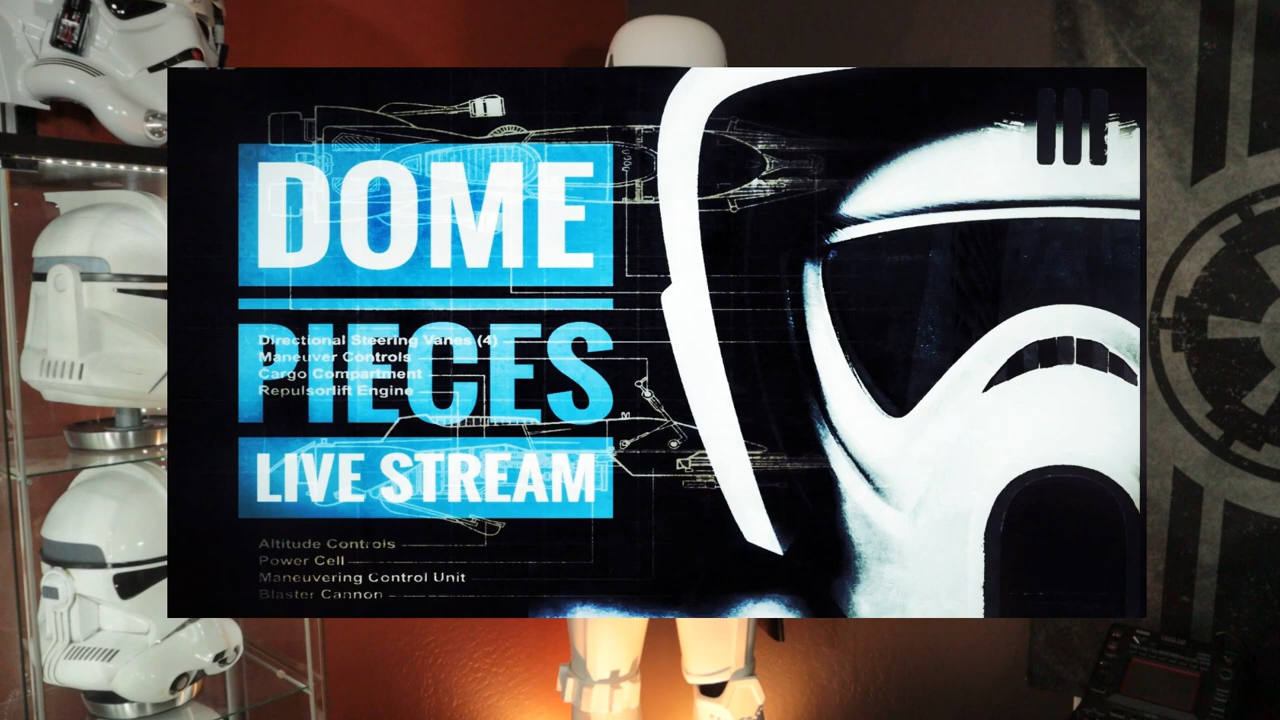 DOME
PIECES
Directional Steering Vanes (4)
Maneuver Controls
Cargo Compartment
Repulsorlift Engine
LIVE STREAM
Altitude Controls
Power Cell
Maneuvering Control Unit
Blaster Cannon